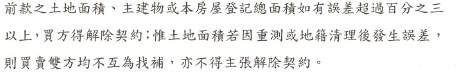 前款之土地面積、主建物或本房屋登記總面積如有誤差超過百分之三
以上，買方得解除契約；惟土地面積若因重測或地籍清理後發生誤差，
則買賣雙方均不互為找補，亦不得主張解除契約。